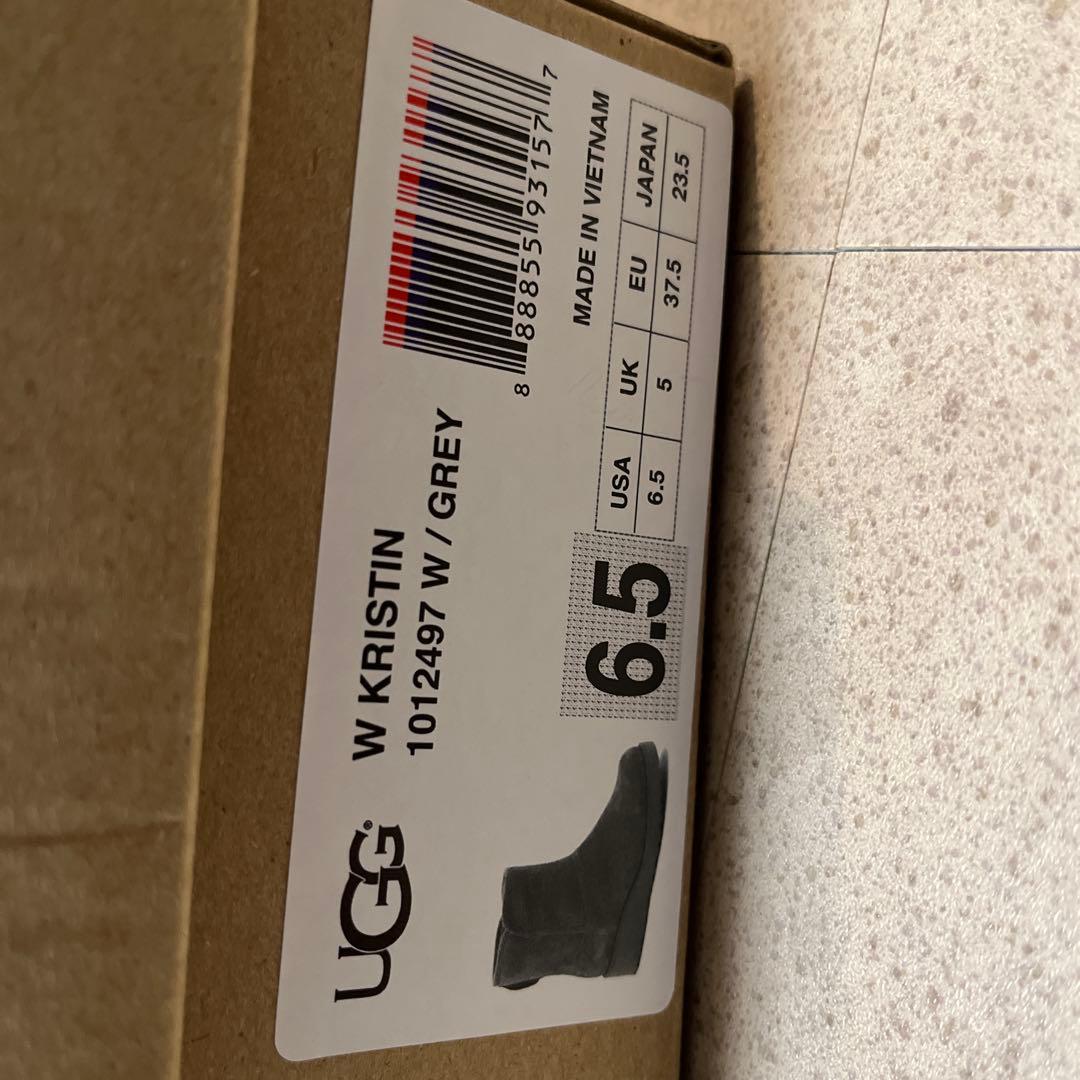 UGG®
W KRISTIN
1012497 W / GREY
8 88855 93157 7
MADE IN VIETNAM
6.5
USA UK EU JAPAN
6.5 5 37.5 23.5